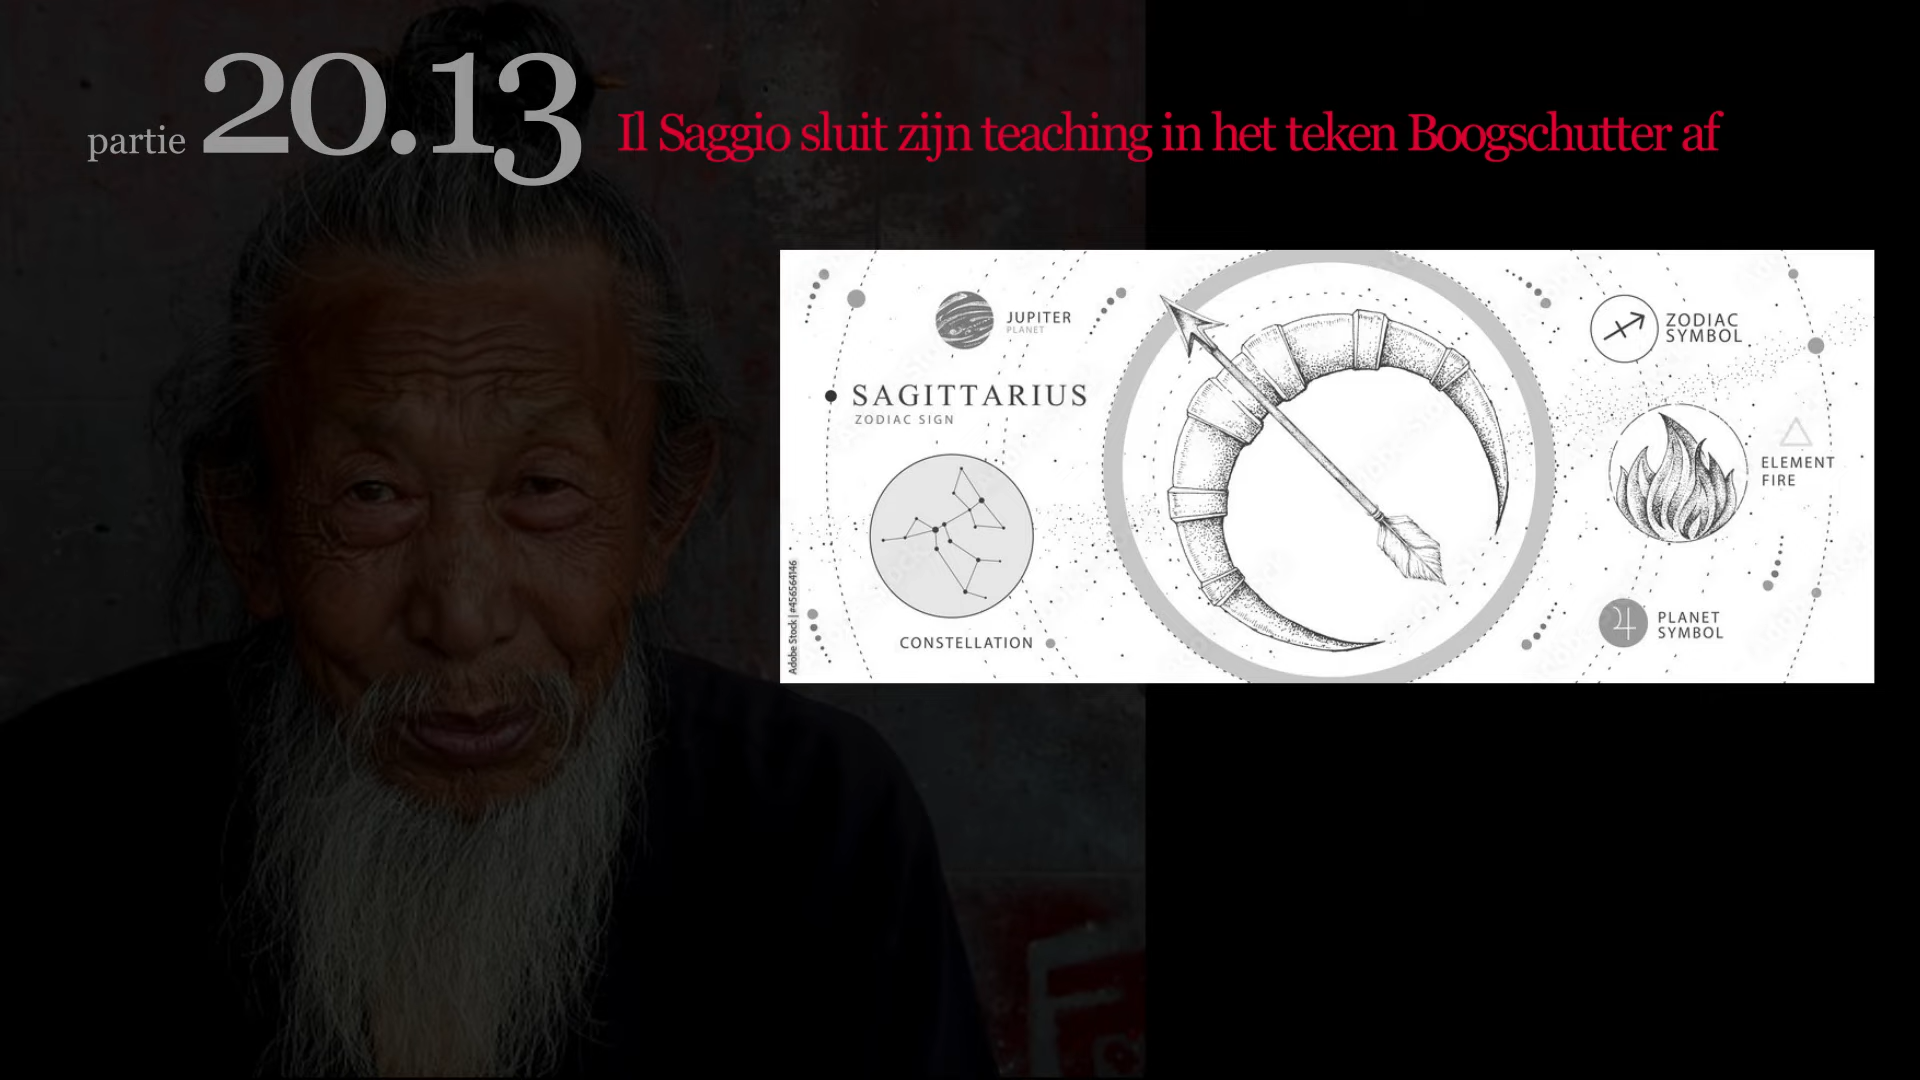 partie 20.13 Il Saggio sluit zijn teaching in het teken Boogschutter af
JUPITER
PLANET
SAGITTARIUS
ZODIAC SIGN
CONSTELLATION
Adobe Stock | #456564146
ZODIAC
SYMBOL
ELEMENT
FIRE
PLANET
SYMBOL